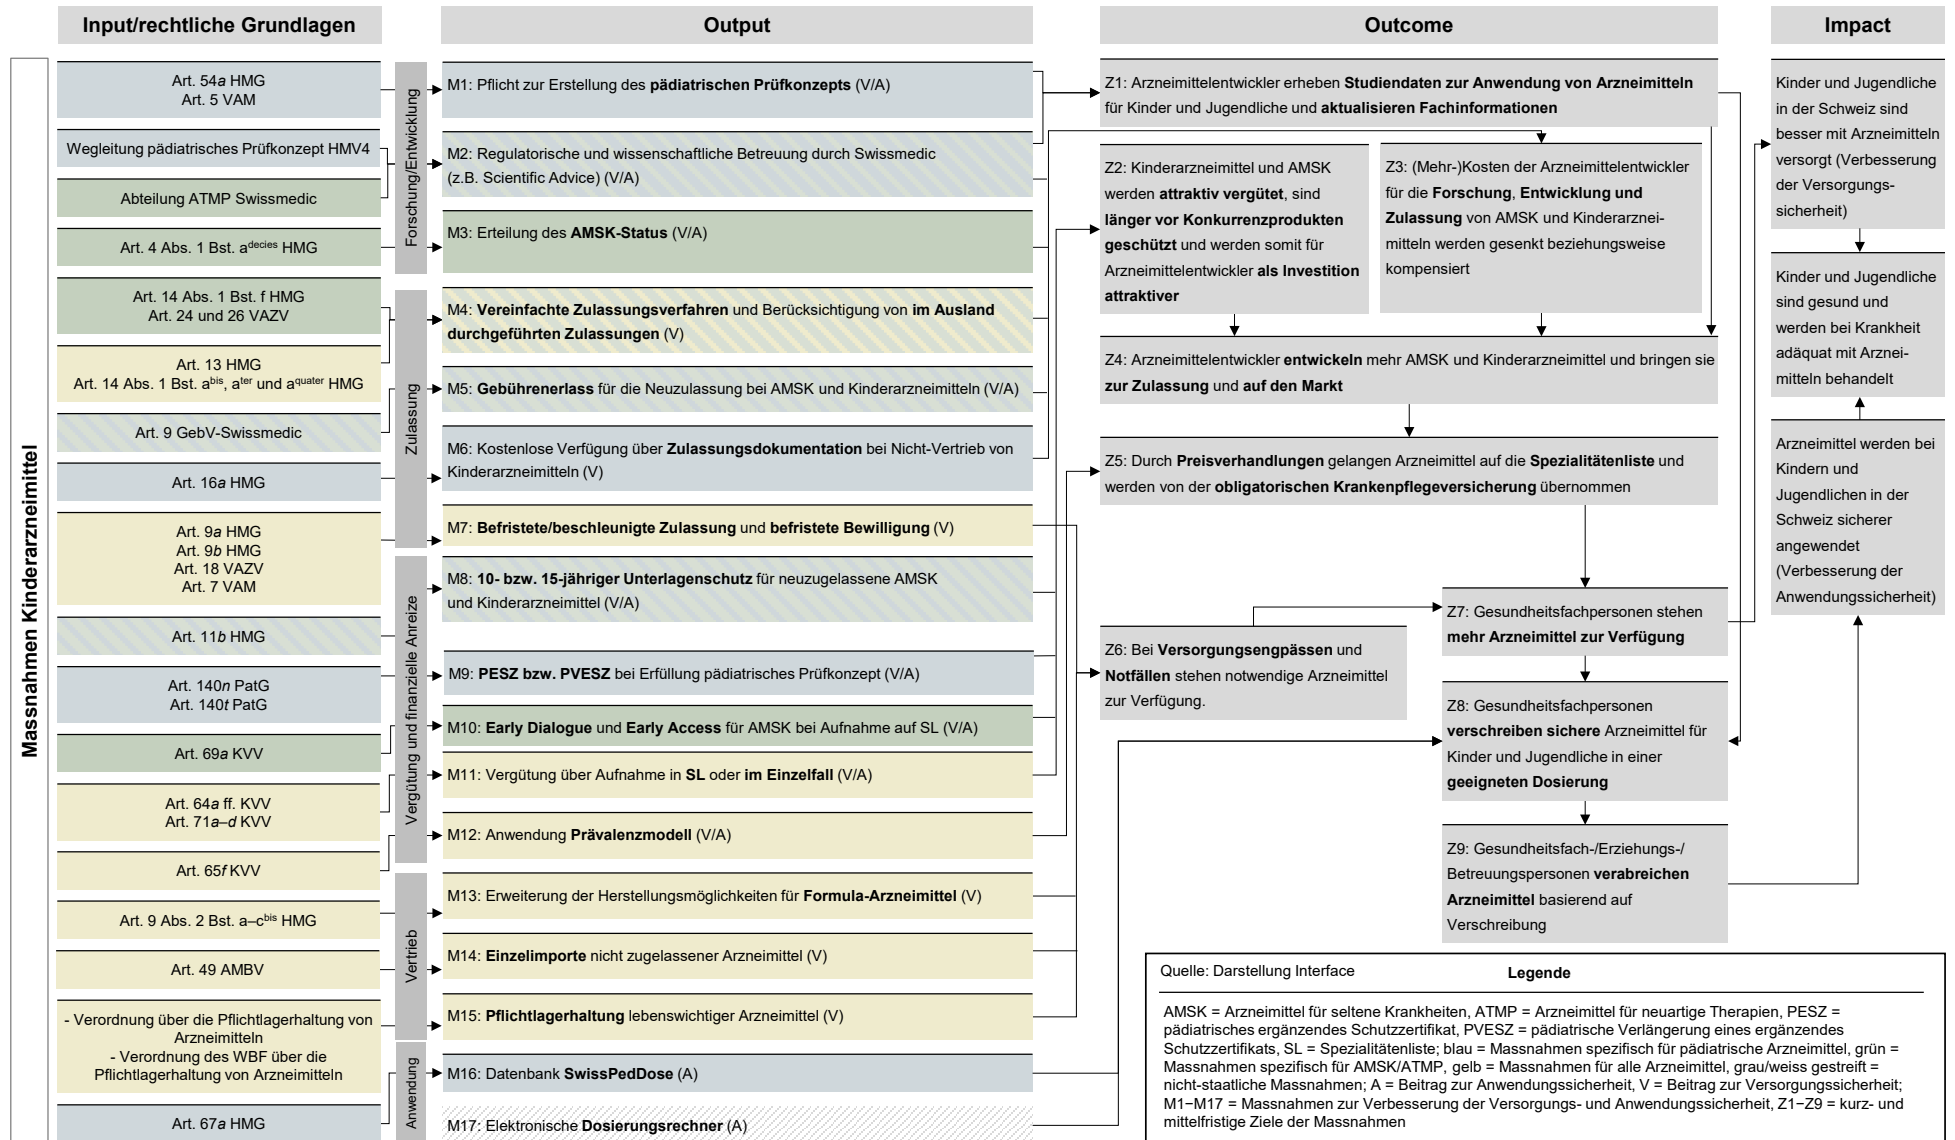 Input/rechtliche Grundlagen
Output
Outcome
Impact
Massnahmen Kinderarzneimittel
Art. 54a HMG
Art. 5 VAM
Wegleitung pädiatrisches Prüfkonzept HMV4
Abteilung ATMP Swissmedic
Art. 4 Abs. 1 Bst. adecies HMG
Art. 14 Abs. 1 Bst. f HMG
Art. 24 und 26 VAZV
Art. 13 HMG
Art. 14 Abs. 1 Bst. abis, ater und aquater HMG
Art. 9 GebV-Swissmedic
Art. 16a HMG
Art. 9a HMG
Art. 9b HMG
Art. 18 VAZV
Art. 7 VAM
Art. 11b HMG
Art. 140n PatG
Art. 140t PatG
Art. 69a KVV
Art. 64a ff. KVV
Art. 71a–d KVV
Art. 65f KVV
Art. 9 Abs. 2 Bst. a–cbis HMG
Art. 49 AMBV
- Verordnung über die Pflichtlagerhaltung von
Arzneimitteln
- Verordnung des WBF über die
Pflichtlagerhaltung von Arzneimitteln
Art. 67a HMG
Forschung/Entwicklung
Zulassung
Vergütung und finanzielle Anreize
Vertrieb
Anwendung
M1: Pflicht zur Erstellung des pädiatrischen Prüfkonzepts (V/A)
M2: Regulatorische und wissenschaftliche Betreuung durch Swissmedic
(z.B. Scientific Advice) (V/A)
M3: Erteilung des AMSK-Status (V/A)
M4: Vereinfachte Zulassungsverfahren und Berücksichtigung von im Ausland
durchgeführten Zulassungen (V)
M5: Gebührenerlass für die Neuzulassung bei AMSK und Kinderarzneimitteln (V/A)
M6: Kostenlose Verfügung über Zulassungsdokumentation bei Nicht-Vertrieb von
Kinderarzneimitteln (V)
M7: Befristete/beschleunigte Zulassung und befristete Bewilligung (V)
M8: 10- bzw. 15-jähriger Unterlagenschutz für neuzugelassene AMSK
und Kinderarzneimittel (V/A)
M9: PESZ bzw. PVESZ bei Erfüllung pädiatrisches Prüfkonzept (V/A)
M10: Early Dialogue und Early Access für AMSK bei Aufnahme auf SL (V/A)
M11: Vergütung über Aufnahme in SL oder im Einzelfall (V/A)
M12: Anwendung Prävalenzmodell (V/A)
M13: Erweiterung der Herstellungsmöglichkeiten für Formula-Arzneimittel (V)
M14: Einzelimporte nicht zugelassener Arzneimittel (V)
M15: Pflichtlagerhaltung lebenswichtiger Arzneimittel (V)
M16: Datenbank SwissPedDose (A)
M17: Elektronische Dosierungsrechner (A)
Z1: Arzneimittelentwickler erheben Studiendaten zur Anwendung von Arzneimitteln
für Kinder und Jugendliche und aktualisieren Fachinformationen
Z2: Kinderarzneimittel und AMSK
werden attraktiv vergütet, sind
länger vor Konkurrenzprodukten
geschützt und werden somit für
Arzneimittelentwickler als Investition
attraktiver
Z3: (Mehr-)Kosten der Arzneimittelentwickler
für die Forschung, Entwicklung und
Zulassung von AMSK und Kinderarznei-
mitteln werden gesenkt beziehungsweise
kompensiert
Z4: Arzneimittelentwickler entwickeln mehr AMSK und Kinderarzneimittel und bringen sie
zur Zulassung und auf den Markt
Z5: Durch Preisverhandlungen gelangen Arzneimittel auf die Spezialitätenliste und
werden von der obligatorischen Krankenpflegeversicherung übernommen
Z6: Bei Versorgungsengpässen und
Notfällen stehen notwendige Arzneimittel
zur Verfügung.
Z7: Gesundheitsfachpersonen stehen
mehr Arzneimittel zur Verfügung
Z8: Gesundheitsfachpersonen
verschreiben sichere Arzneimittel für
Kinder und Jugendliche in einer
geeigneten Dosierung
Z9: Gesundheitsfach-/Erziehungs-/
Betreuungspersonen verabreichen
Arzneimittel basierend auf
Verschreibung
Kinder und Jugendliche
in der Schweiz sind
besser mit Arzneimitteln
versorgt (Verbesserung
der Versorgungs-
sicherheit)
Kinder und Jugendliche
sind gesund und
werden bei Krankheit
adäquat mit Arznei-
mitteln behandelt
Arzneimittel werden bei
Kindern und
Jugendlichen in der
Schweiz sicherer
angewendet
(Verbesserung der
Anwendungssicherheit)
Quelle: Darstellung Interface
Legende
AMSK = Arzneimittel für seltene Krankheiten, ATMP = Arzneimittel für neuartige Therapien, PESZ =
pädiatrisches ergänzendes Schutzzertifikat, PVESZ = pädiatrische Verlängerung eines ergänzendes
Schutzzertifikats, SL = Spezialitätenliste; blau = Massnahmen spezifisch für pädiatrische Arzneimittel, grün =
Massnahmen spezifisch für AMSK/ATMP, gelb = Massnahmen für alle Arzneimittel, grau/weiss gestreift =
nicht-staatliche Massnahmen; A = Beitrag zur Anwendungssicherheit, V = Beitrag zur Versorgungssicherheit;
M1−M17 = Massnahmen zur Verbesserung der Versorgungs- und Anwendungssicherheit, Z1−Z9 = kurz- und
mittelfristige Ziele der Massnahmen